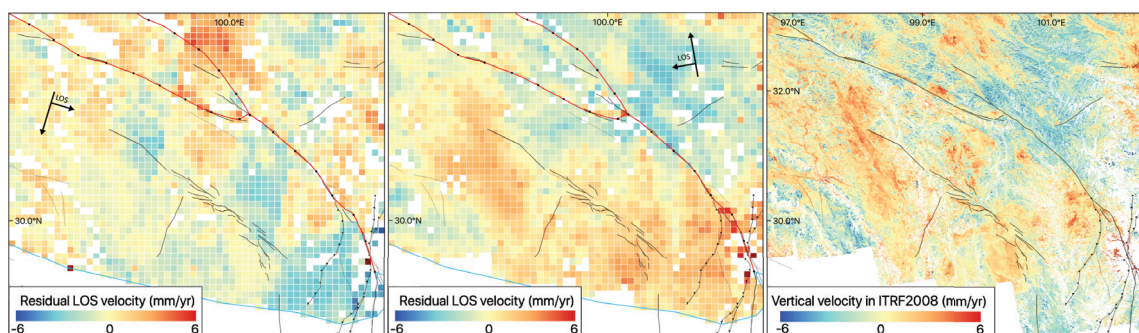 100.0°E
LOS
30.0°N
Residual LOS velocity (mm/yr)
-6 0 6
100.0°E
LOS
30.0°N
Residual LOS velocity (mm/yr)
-6 0 6
97.0°E 99.0°E 101.0°E
32.0°N
30.0°N
Vertical velocity in ITRF2008 (mm/yr)
-6 0 6